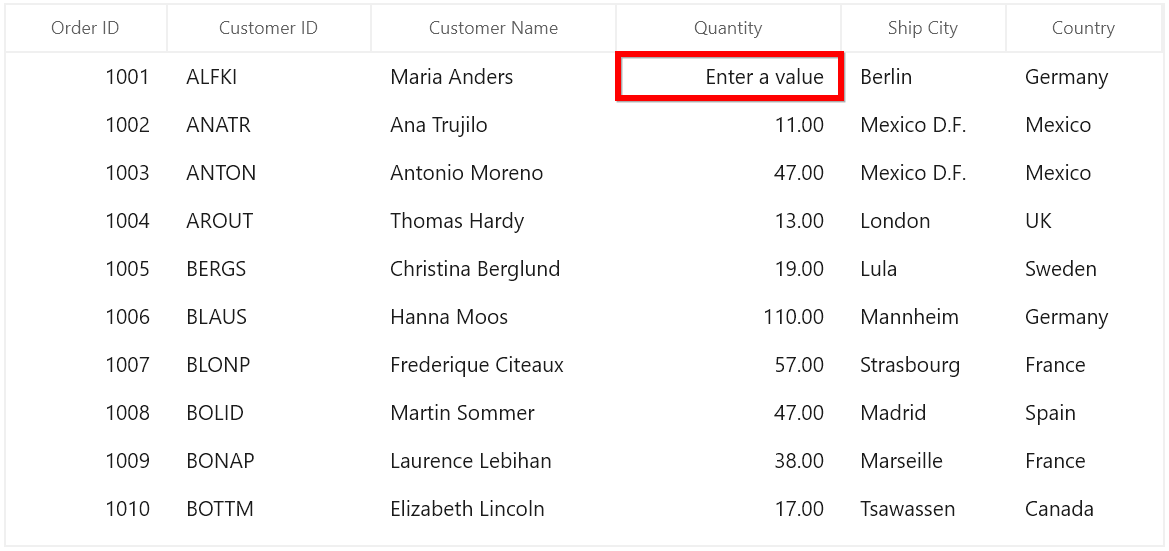 Order ID Customer ID Customer Name Quantity Ship City Country
1001 ALFKI Maria Anders Enter a value Berlin Germany
1002 ANATR Ana Trujilo 11.00 Mexico D.F. Mexico
1003 ANTON Antonio Moreno 47.00 Mexico D.F. Mexico
1004 AROUT Thomas Hardy 13.00 London UK
1005 BERGS Christina Berglund 19.00 Lula Sweden
1006 BLAUS Hanna Moos 110.00 Mannheim Germany
1007 BLONP Frederique Citeaux 57.00 Strasbourg France
1008 BOLID Martin Sommer 47.00 Madrid Spain
1009 BONAP Laurence Lebihan 38.00 Marseille France
1010 BOTTM Elizabeth Lincoln 17.00 Tsawassen Canada